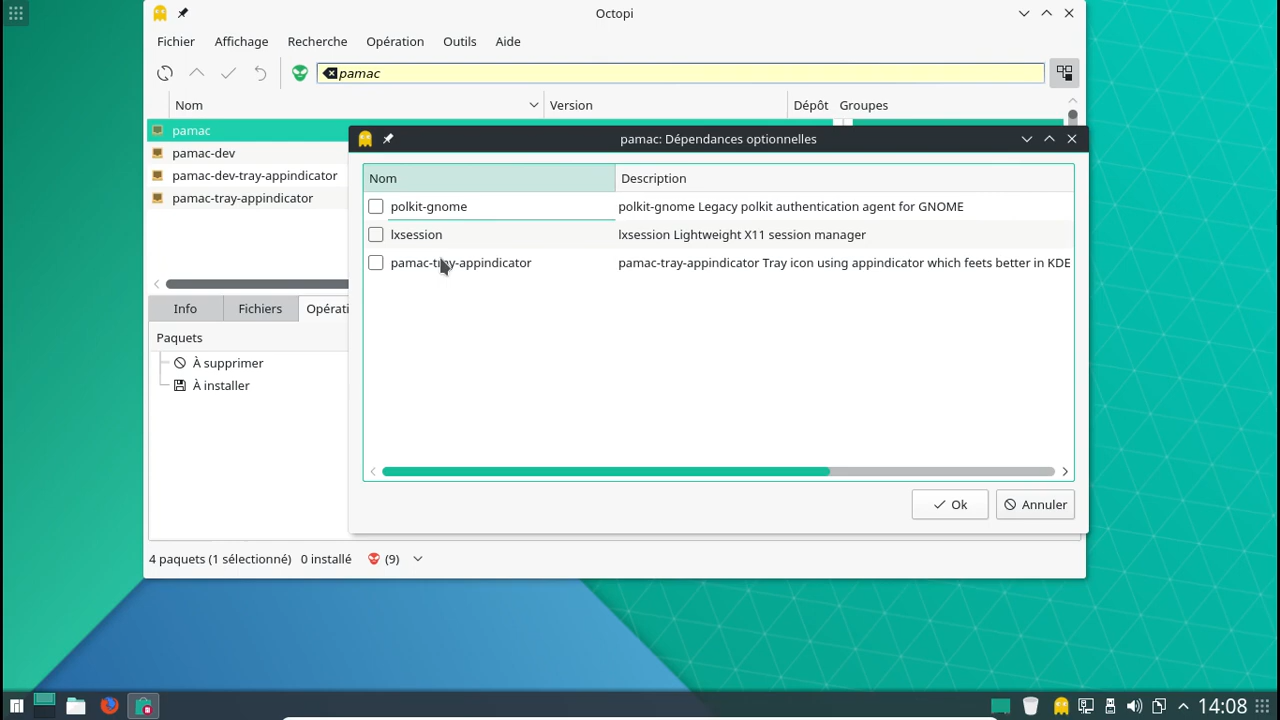 Octopi
Fichier Affichage Recherche Opération Outils Aide
pamac
Nom Version Dépôt Groupes
pamac
pamac-dev
pamac-dev-tray-appindicator
pamac-tray-appindicator
pamac: Dépendances optionnelles
Nom Description
polkit-gnome polkit-gnome Legacy polkit authentication agent for GNOME
lxsession lxsession Lightweight X11 session manager
pamac-tray-appindicator pamac-tray-appindicator Tray icon using appindicator which feets better in KDE
Ok Annuler
Info Fichiers Opérati
Paquets
À supprimer
À installer
4 paquets (1 sélectionné) 0 installé (9)
14:08